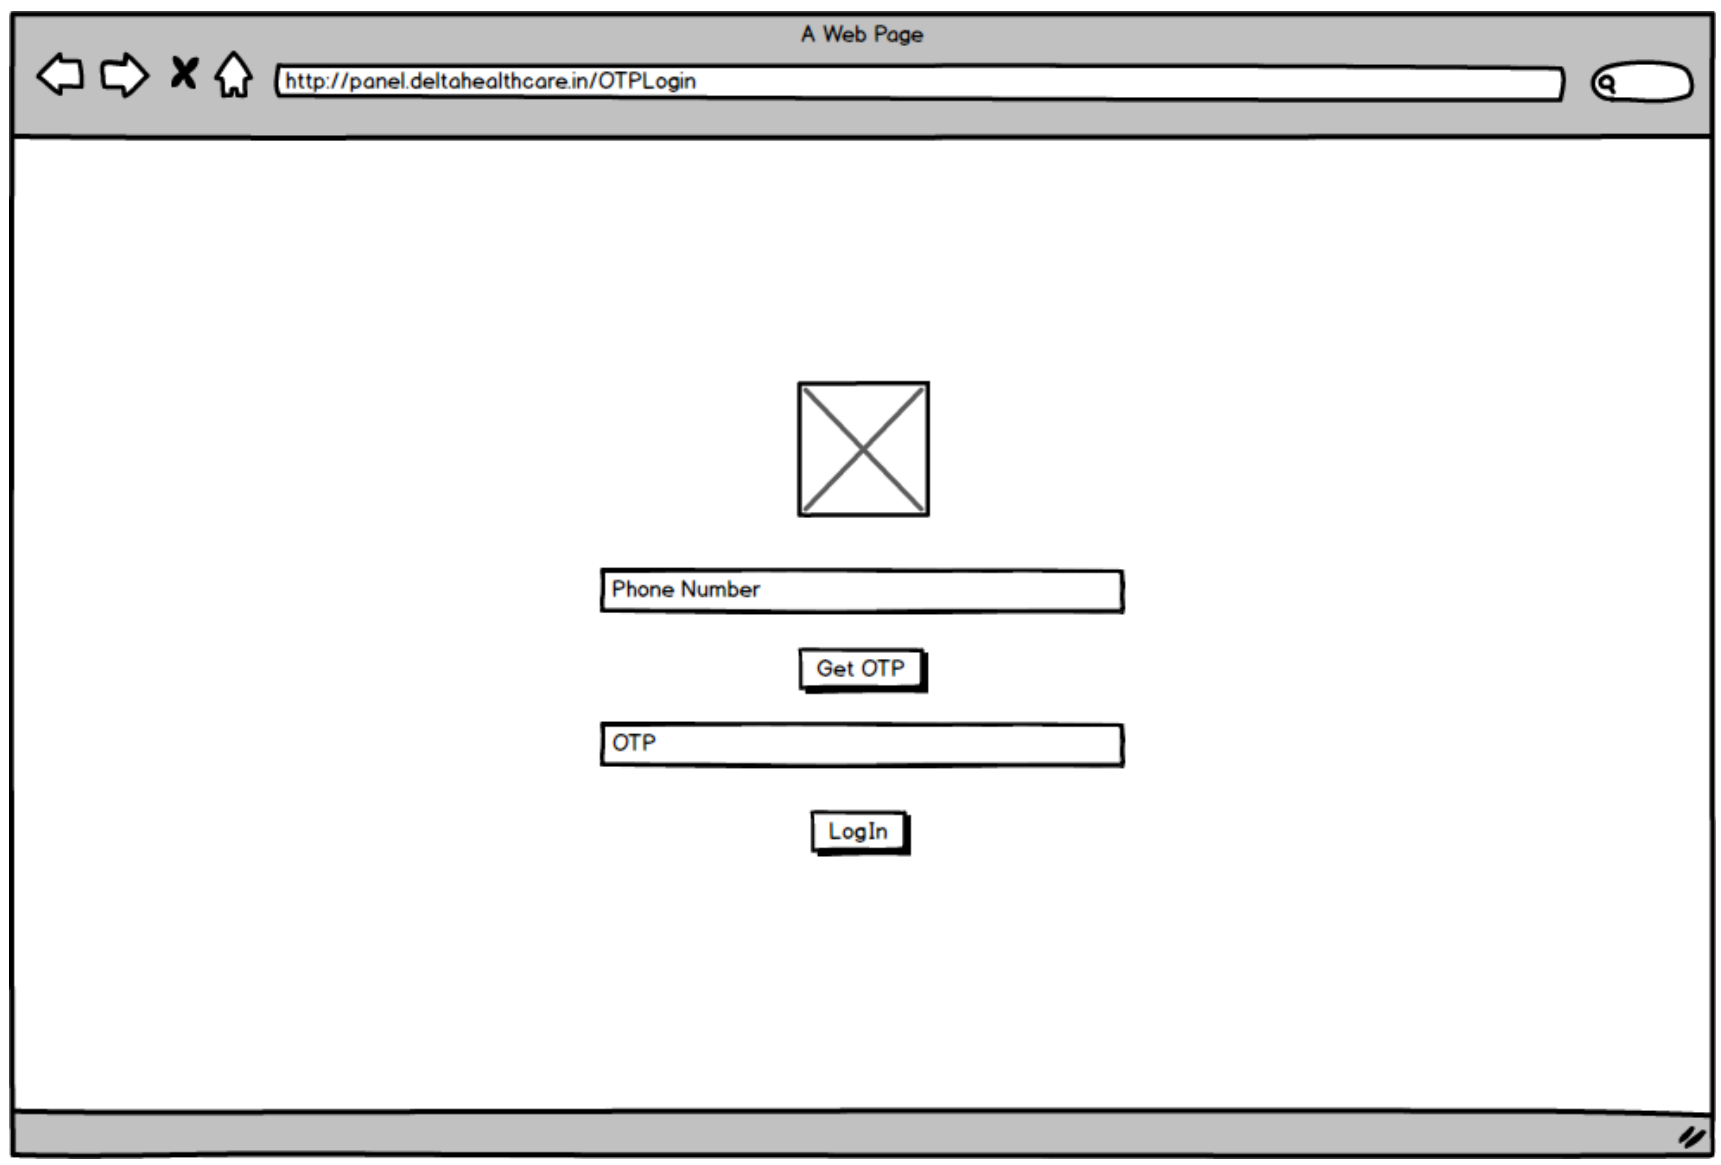 A Web Page
http://panel.deltahealthcare.in/OTPLogin
Phone Number
Get OTP
OTP
LogIn